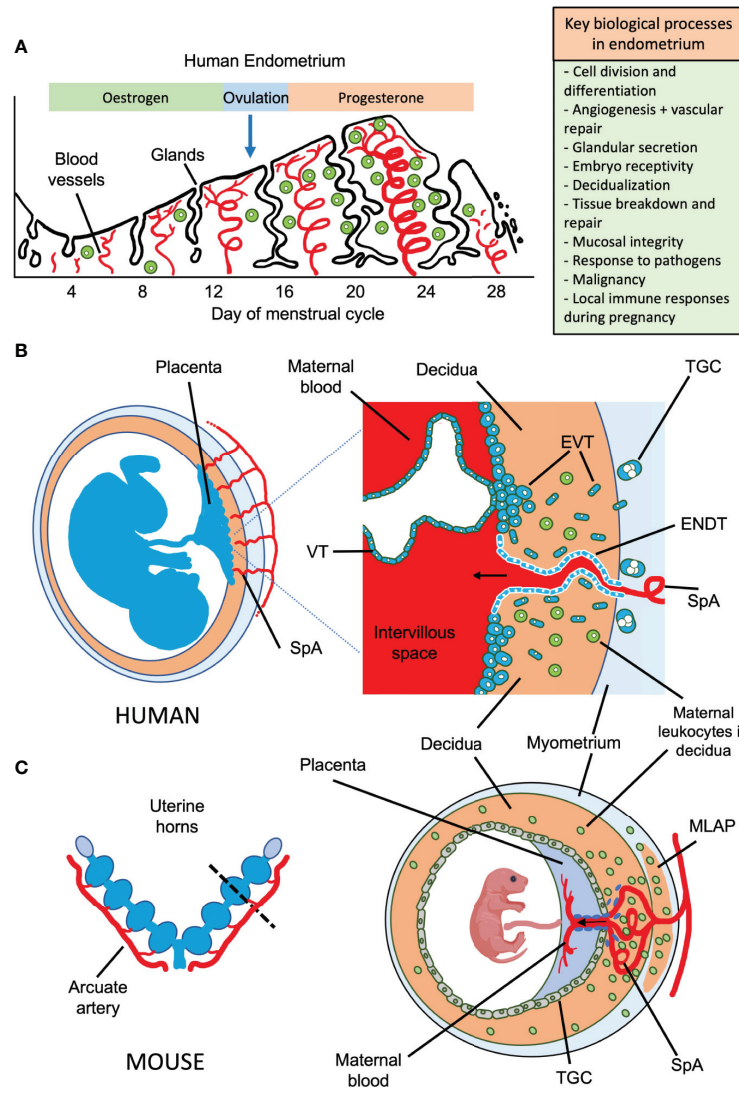 A
Human Endometrium
Oestrogen
Ovulation
Progesterone
Blood
vessels
Glands
4
8
12
14
16
20
24
28
Day of menstrual cycle
Key biological processes
in endometrium
- Cell division and
differentiation
- Angiogenesis + vascular
repair
- Glandular secretion
- Embryo receptivity
- Decidualization
- Tissue breakdown and
repair
- Mucosal integrity
- Response to pathogens
- Malignancy
- Local immune responses
during pregnancy
B
Placenta
SpA
HUMAN
Maternal
blood
Decidua
TGC
EVT
VT
ENDT
SpA
Intervillous
space
Decidua
Myometrium
Maternal
leukocytes i
decidua
C
Uterine
horns
Arcuate
artery
MOUSE
Placenta
MLAP
Maternal
blood
TGC
SpA